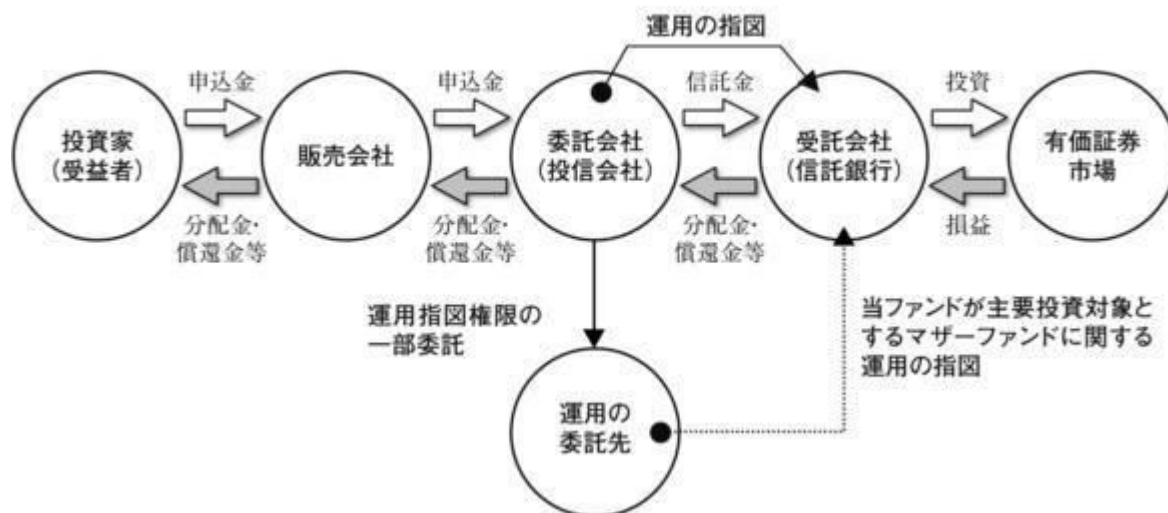 運用の指図
申込金
申込金
信託金
投資
投資家
（受益者）
販売会社
委託会社
（投信会社）
受託会社
（信託銀行）
有価証券
市場
分配金・
償還金等
分配金・
償還金等
分配金・
償還金等
損益
運用指図権限の
一部委託
当ファンドが主要投資対象と
するマザーファンドに関する
運用の指図
運用の
委託先